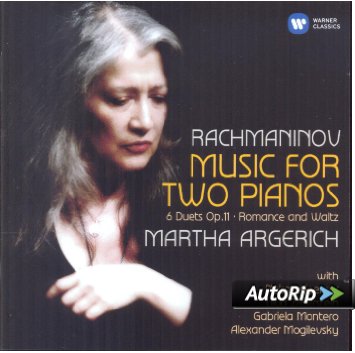 WARNER
CLASSICS
RACHMANINOV
MUSIC FOR
TWO PIANOS
6 Duets Op.11 · Romance and Waltz
MARTHA ARGERICH
with
AutoRip
Gabriela Montero
Alexander Mogilevsky